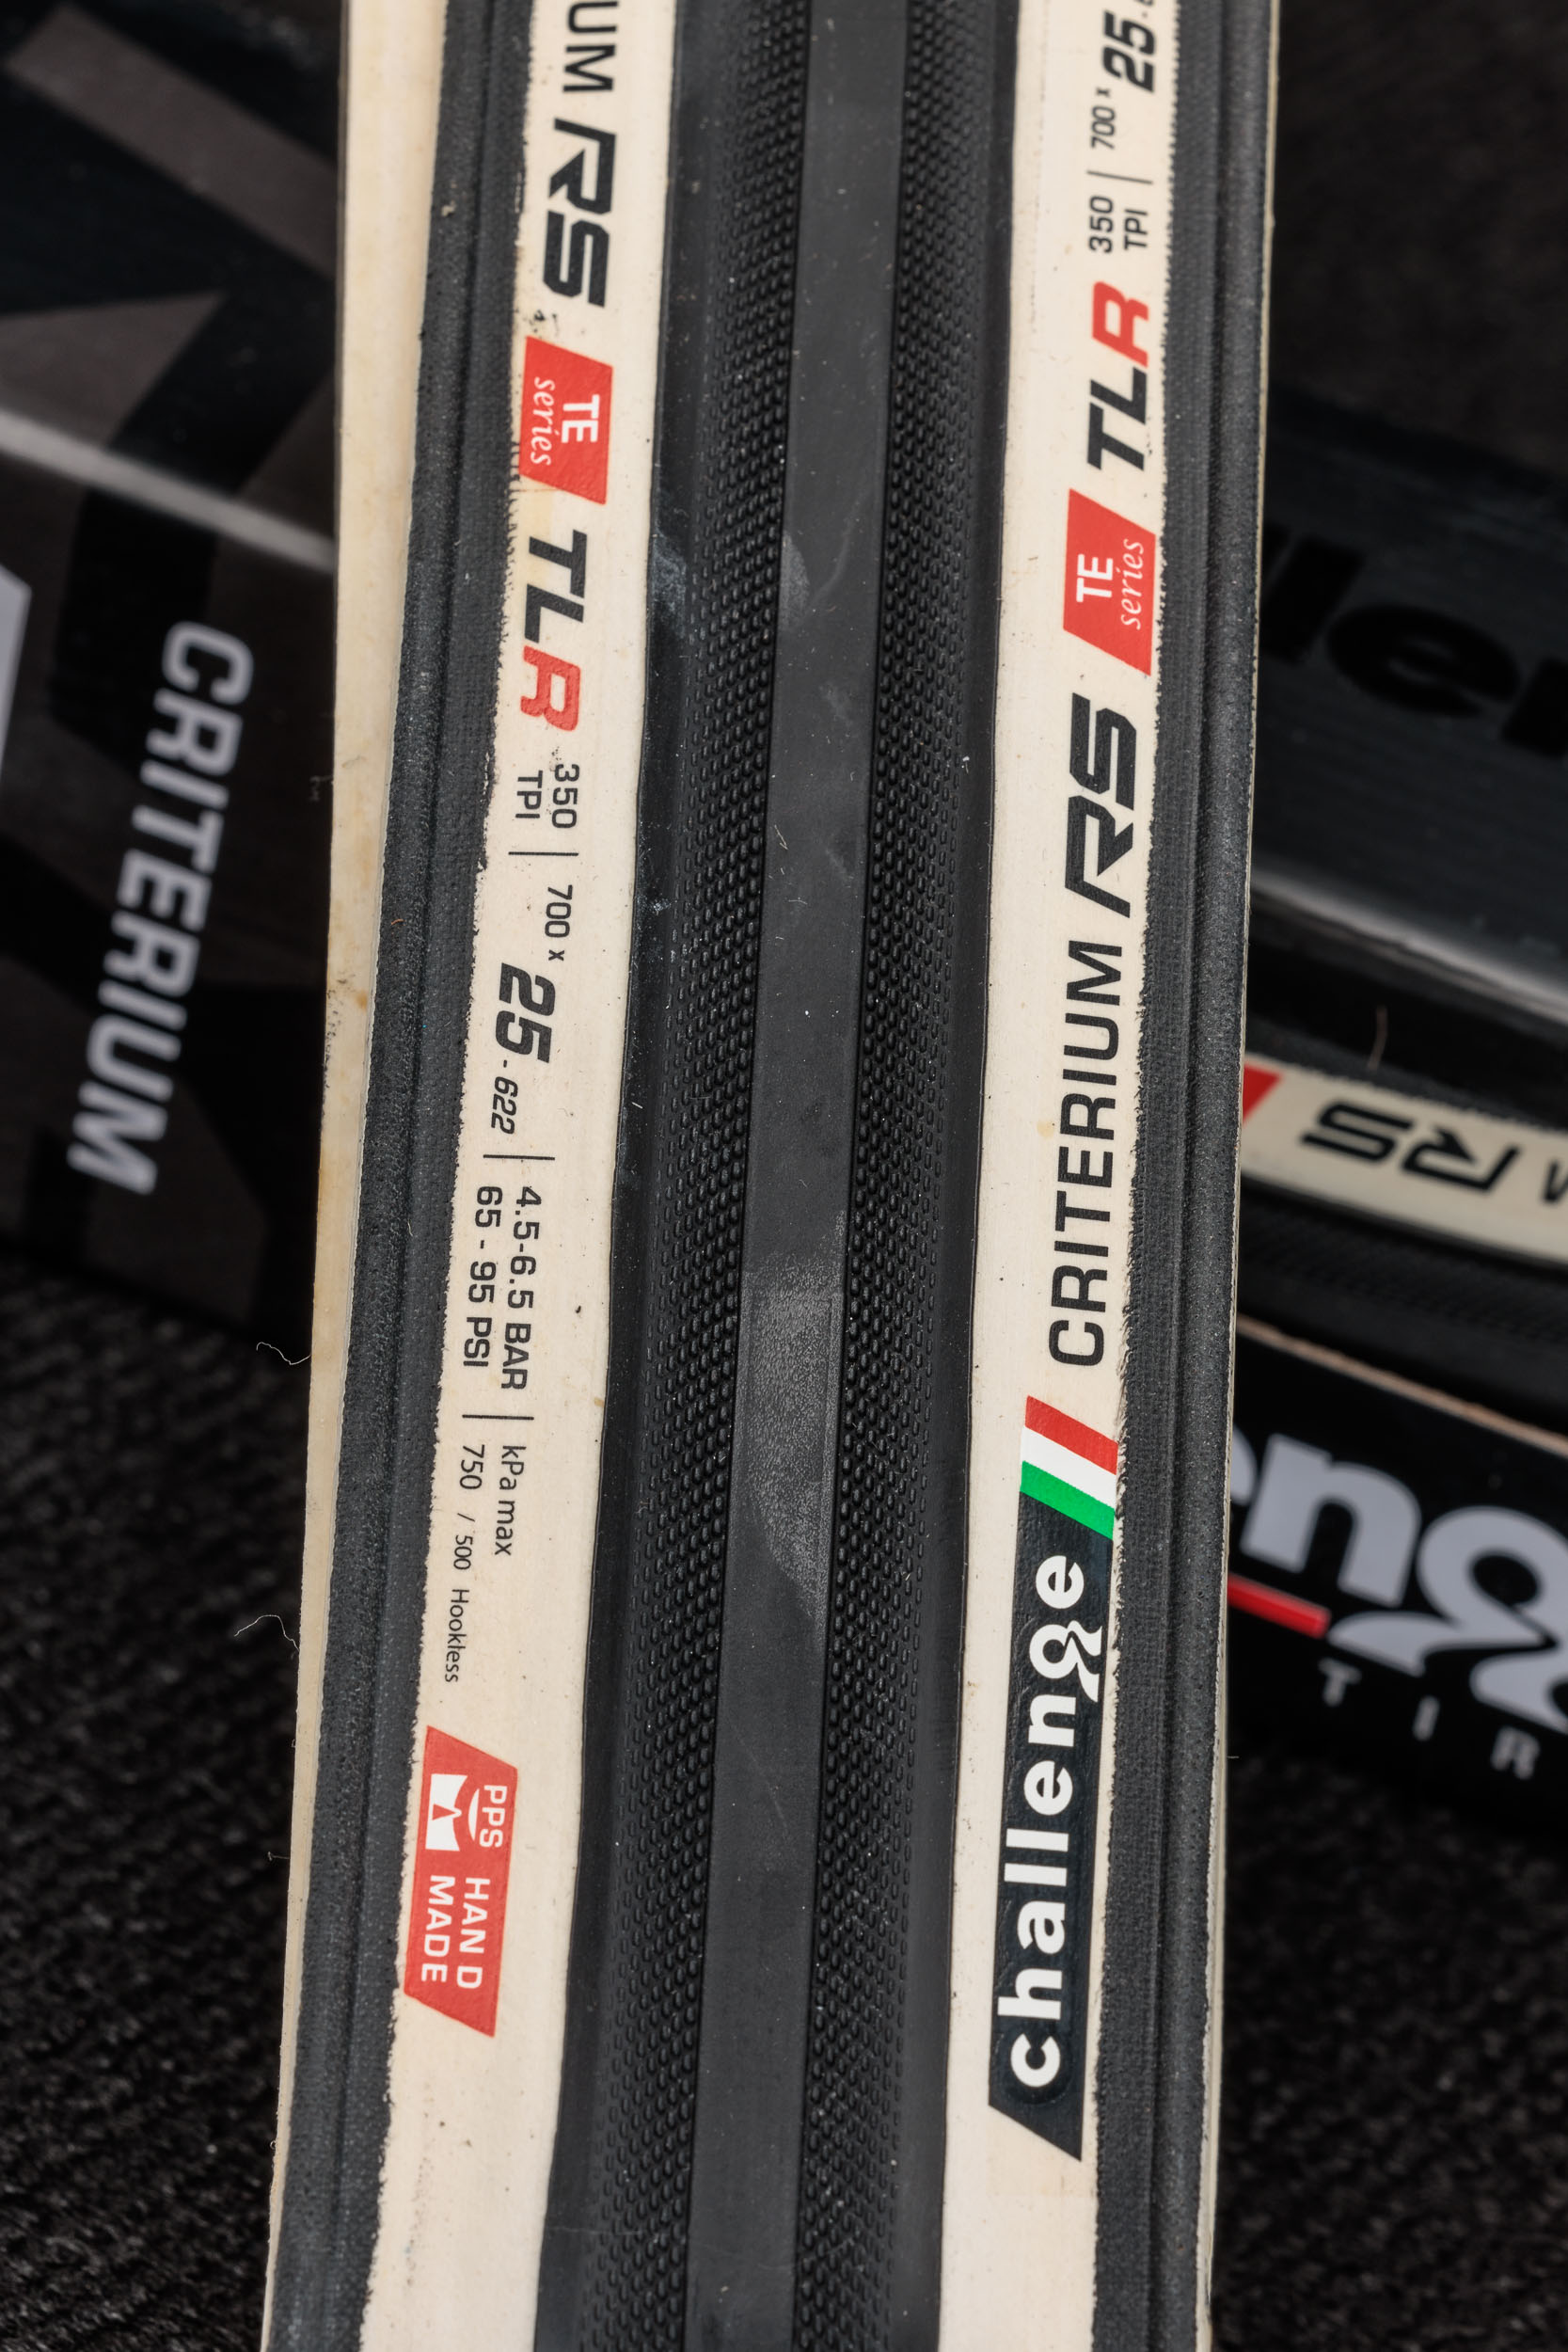 UM RS
TE
series
TLR
350
TPI
700 x
25-622
4.5-6.5 BAR
65 - 95 PSI
kPa max
750 / 500 Hookless
PPS
HAND
MADE
challenge
CRITERIUM RS
TE
series
TLR
350
TPI
700 x
25-
CRITERIUM
RS
TIR